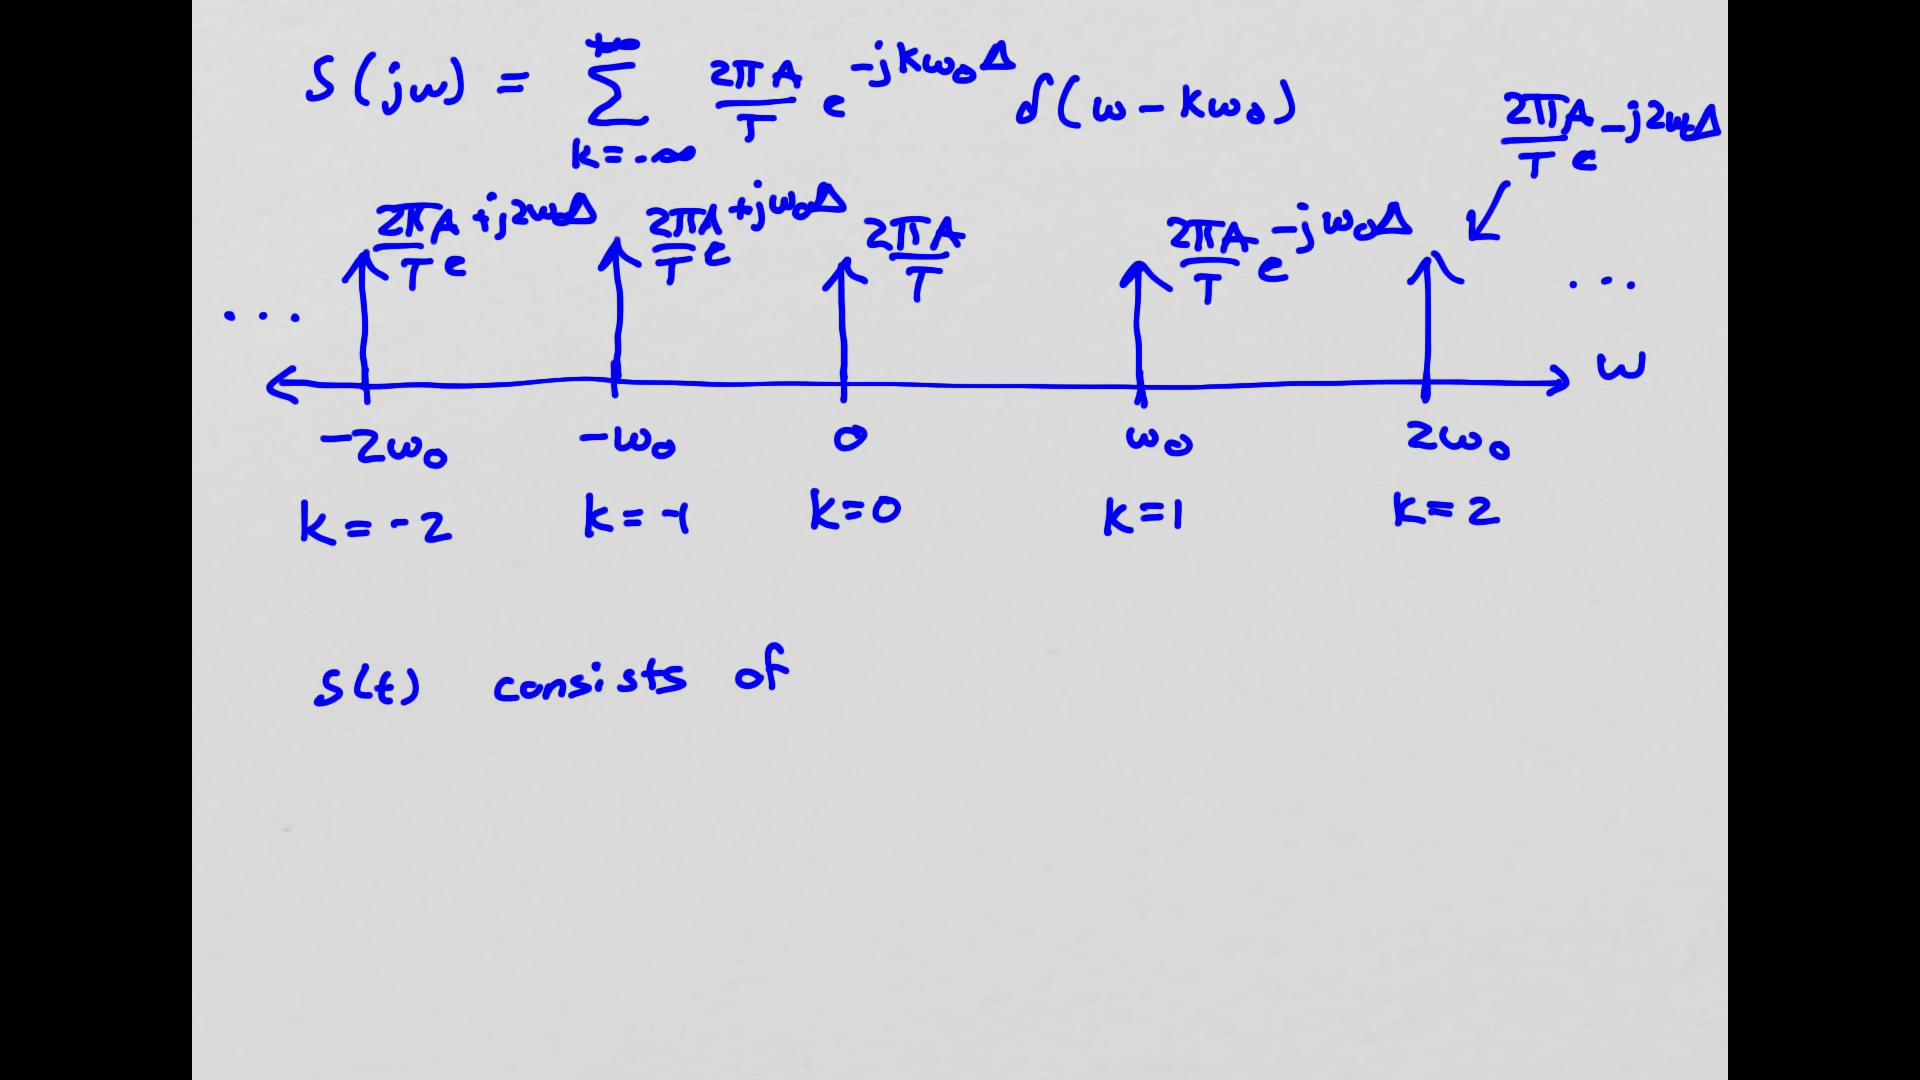 S(jω) = Σ_{k=-∞}^{+∞} 2πA/T e^{-jkω₀Δ} δ(ω - kω₀)
2πA/T e^{-j2ω₀Δ}
2πA/T e^{+j2ω₀Δ} 2πA/T e^{+jω₀Δ} 2πA/T 2πA/T e^{-jω₀Δ}
... ...
ω
-2ω₀ -ω₀ 0 ω₀ 2ω₀
k=-2 k=-1 k=0 k=1 k=2
s(t) consists of